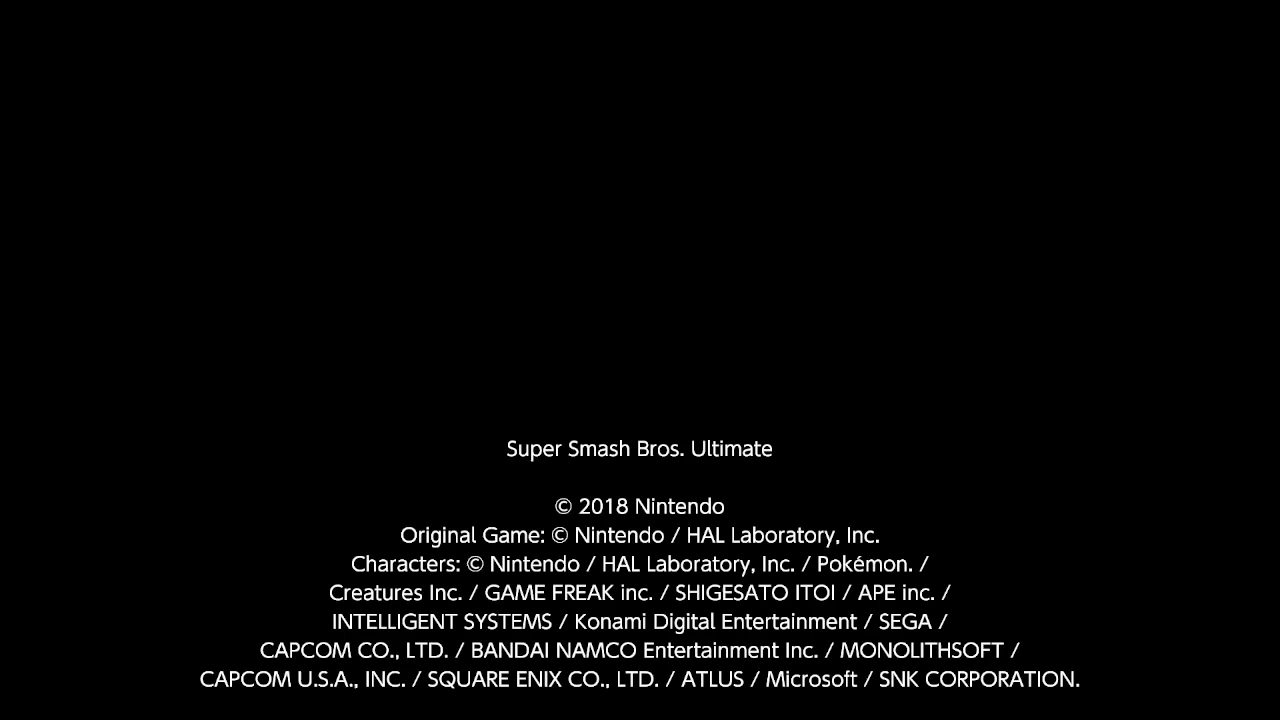 Super Smash Bros. Ultimate
© 2018 Nintendo
Original Game: © Nintendo / HAL Laboratory, Inc.
Characters: © Nintendo / HAL Laboratory, Inc. / Pokémon. /
Creatures Inc. / GAME FREAK inc. / SHIGESATO ITOI / APE inc. /
INTELLIGENT SYSTEMS / Konami Digital Entertainment / SEGA /
CAPCOM CO., LTD. / BANDAI NAMCO Entertainment Inc. / MONOLITHSOFT /
CAPCOM U.S.A., INC. / SQUARE ENIX CO., LTD. / ATLUS / Microsoft / SNK CORPORATION.